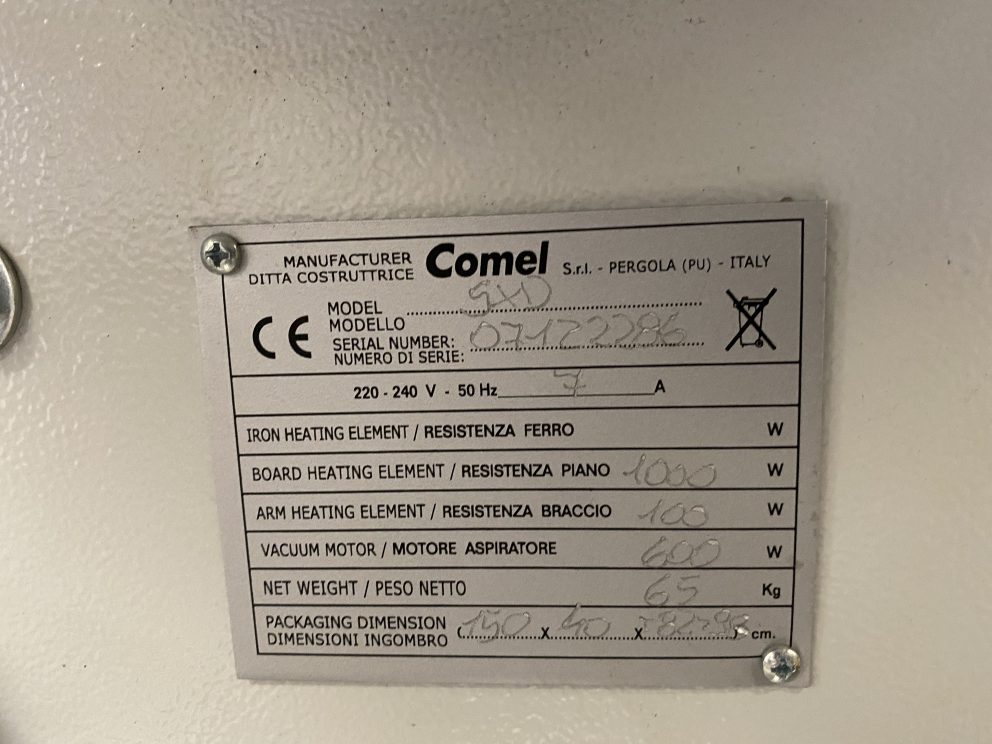 MANUFACTURER
DITTA COSTRUTTRICE
Comel S.r.l. - PERGOLA (PU) - ITALY
CE
MODEL
MODELLO
SXD
SERIAL NUMBER: 07122286
NUMERO DI SERIE:
220 - 240 V - 50 Hz 7 A
IRON HEATING ELEMENT / RESISTENZA FERRO W
BOARD HEATING ELEMENT / RESISTENZA PIANO 1000 W
ARM HEATING ELEMENT / RESISTENZA BRACCIO 100 W
VACUUM MOTOR / MOTORE ASPIRATORE 600 W
NET WEIGHT / PESO NETTO 65 Kg
PACKAGING DIMENSION
DIMENSIONI INGOMBRO (150 x 40 x ) cm.